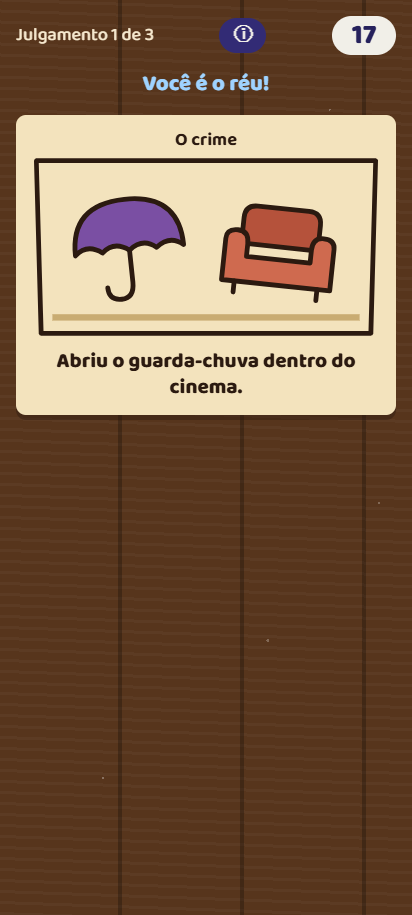 Julgamento 1 de 3
17
Você é o réu!
O crime
Abriu o guarda-chuva dentro do
cinema.